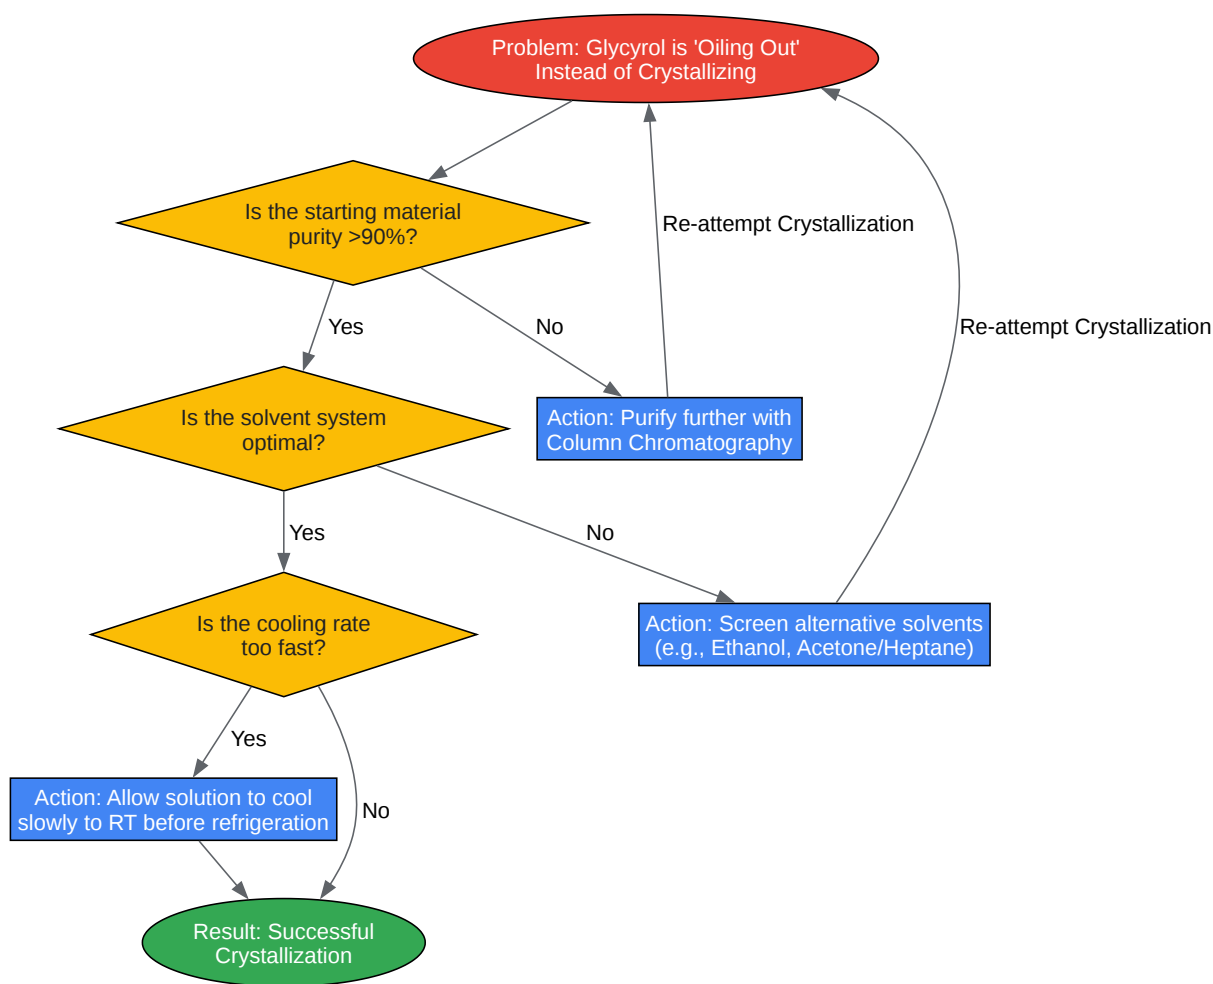 Problem: Glycyrol is 'Oiling Out'
Instead of Crystallizing
Is the starting material
purity >90%?
Re-attempt Crystallization
Yes
No
Re-attempt Crystallization
Is the solvent system
optimal?
Action: Purify further with
Column Chromatography
Yes
No
Is the cooling rate
too fast?
Action: Screen alternative solvents
(e.g., Ethanol, Acetone/Heptane)
Yes
No
Action: Allow solution to cool
slowly to RT before refrigeration
Result: Successful
Crystallization